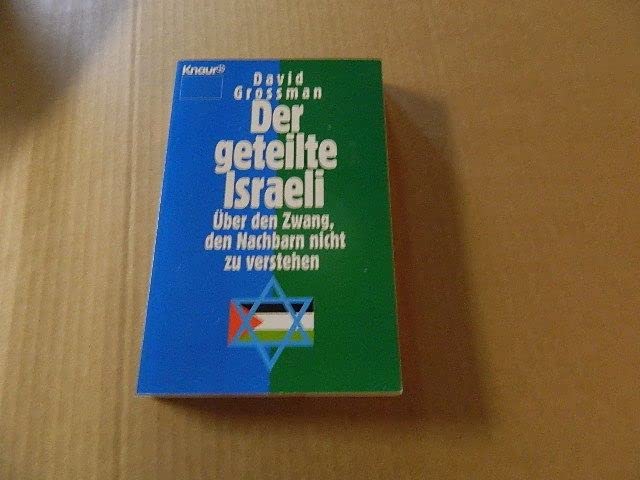 Knaur
David
Grossman
Der
geteilte
Israeli
Über den Zwang,
den Nachbarn nicht
zu verstehen